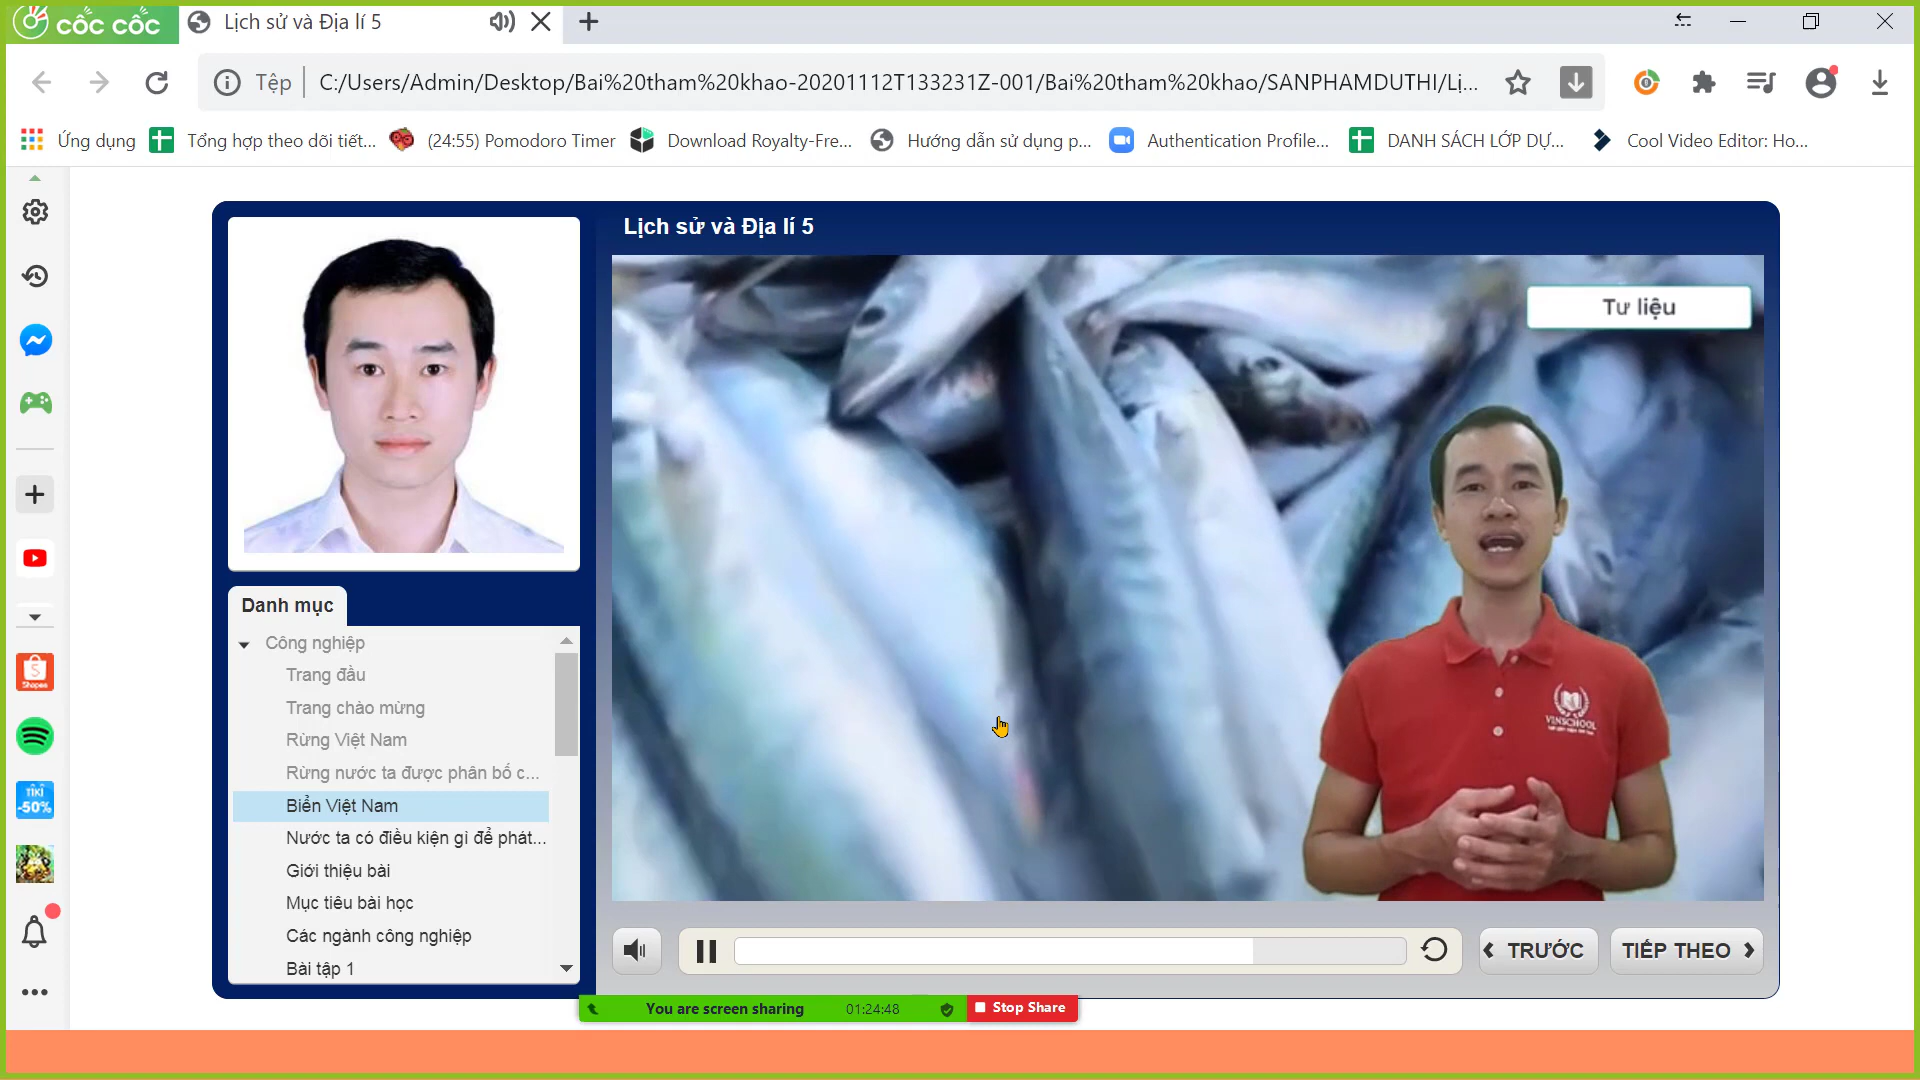 cốc cốc
Lịch sử và Địa lí 5
Tệp
C:/Users/Admin/Desktop/Bai%20tham%20khao-20201112T133231Z-001/Bai%20tham%20khao/SANPHAMDUTHI/Lị...
Ứng dụng
Tổng hợp theo dõi tiết...
(24:55) Pomodoro Timer
Download Royalty-Fre...
Hướng dẫn sử dụng p...
Authentication Profile...
DANH SÁCH LỚP DỰ...
Cool Video Editor: Ho...
Lịch sử và Địa lí 5
Tư liệu
VINSCHOOL
Danh mục
Công nghiệp
Trang đầu
Trang chào mừng
Rừng Việt Nam
Rừng nước ta được phân bố c...
Biển Việt Nam
Nước ta có điều kiện gì để phát...
Giới thiệu bài
Mục tiêu bài học
Các ngành công nghiệp
Bài tập 1
Shopee
TIKI
-50%
TRƯỚC
TIẾP THEO
You are screen sharing
01:24:48
Stop Share